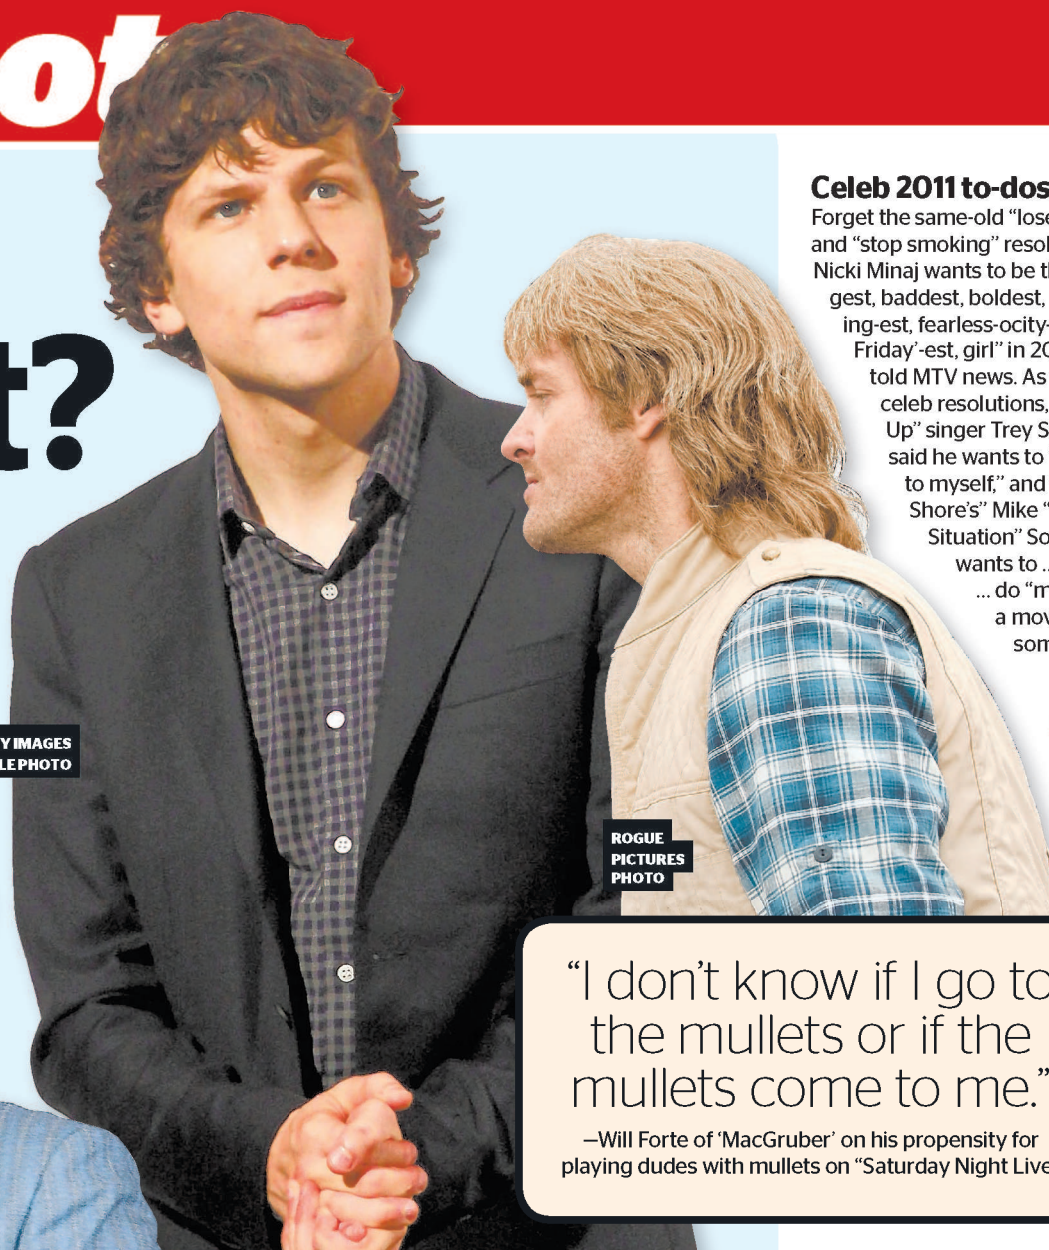 ot
t?
Celeb 2011 to-dos
Forget the same-old “lose
and “stop smoking” resol
Nicki Minaj wants to be th
gest, baddest, boldest,
ing-est, fearless-ocity-
Friday’-est, girl” in 20
told MTV news. As
celeb resolutions,
Up” singer Trey S
said he wants to
to myself,” and
Shore’s” Mike “
Situation” So
wants to ..
... do “m
a mov
som
Y IMAGES
LE PHOTO
ROGUE
PICTURES
PHOTO
“I don’t know if I go to
the mullets or if the
mullets come to me.”
—Will Forte of ‘MacGruber’ on his propensity for
playing dudes with mullets on “Saturday Night Live